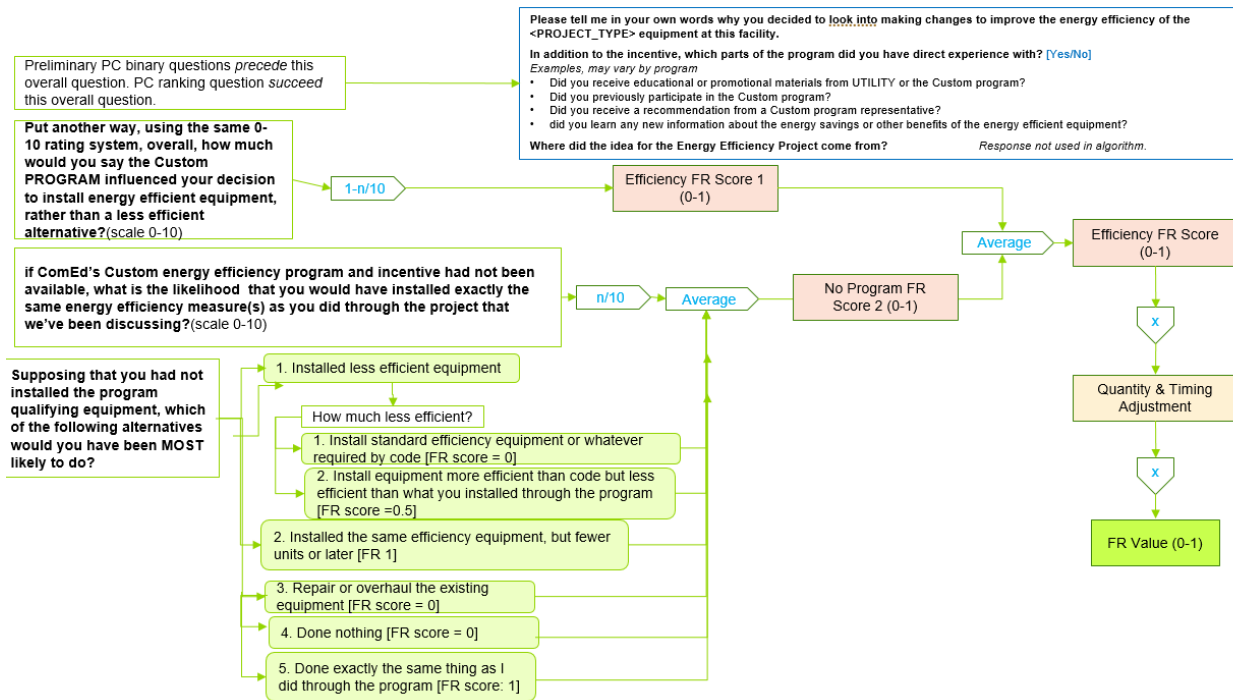 Please tell me in your own words why you decided to look into making changes to improve the energy efficiency of the
<PROJECT_TYPE> equipment at this facility.
In addition to the incentive, which parts of the program did you have direct experience with? [Yes/No]
Examples, may vary by program
• Did you receive educational or promotional materials from UTILITY or the Custom program?
• Did you previously participate in the Custom program?
• Did you receive a recommendation from a Custom program representative?
• did you learn any new information about the energy savings or other benefits of the energy efficient equipment?
Where did the idea for the Energy Efficiency Project come from? Response not used in algorithm.
Preliminary PC binary questions precede this
overall question. PC ranking question succeed
this overall question.
Put another way, using the same 0-
10 rating system, overall, how much
would you say the Custom
PROGRAM influenced your decision
to install energy efficient equipment,
rather than a less efficient
alternative?(scale 0-10)
1-n/10
Efficiency FR Score 1
(0-1)
Average
Efficiency FR Score
(0-1)
if ComEd's Custom energy efficiency program and incentive had not been
available, what is the likelihood that you would have installed exactly the
same energy efficiency measure(s) as you did through the project that
we've been discussing?(scale 0-10)
n/10
Average
No Program FR
Score 2 (0-1)
x
Quantity & Timing
Adjustment
x
FR Value (0-1)
Supposing that you had not
installed the program
qualifying equipment, which
of the following alternatives
would you have been MOST
likely to do?
1. Installed less efficient equipment
How much less efficient?
1. Install standard efficiency equipment or whatever
required by code [FR score = 0]
2. Install equipment more efficient than code but less
efficient than what you installed through the program
[FR score =0.5]
2. Installed the same efficiency equipment, but fewer
units or later [FR 1]
3. Repair or overhaul the existing
equipment [FR score = 0]
4. Done nothing [FR score = 0]
5. Done exactly the same thing as I
did through the program [FR score: 1]